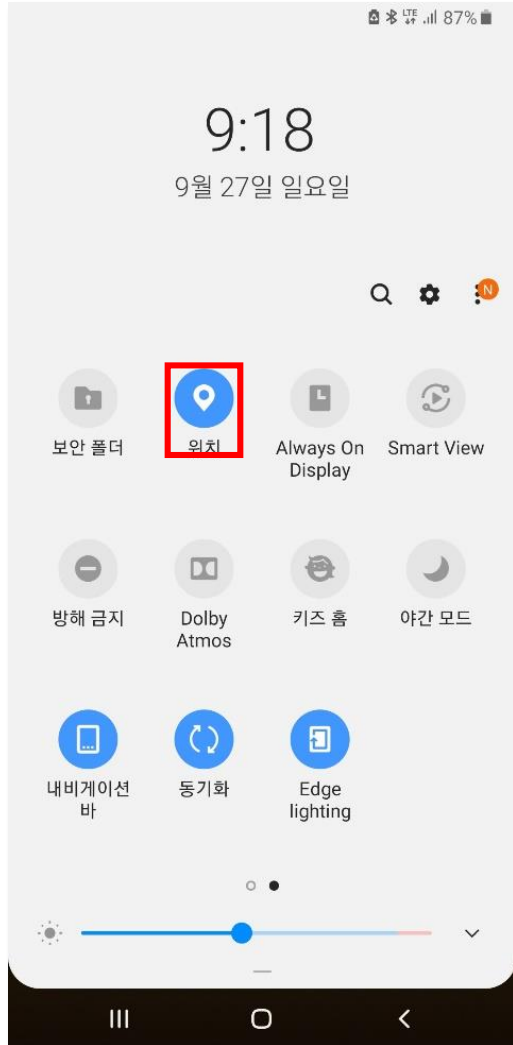 LTE 87%
9:18
9월 27일 일요일
N
보안 폴더
위치
Always On
Display
Smart View
방해 금지
Dolby
Atmos
키즈 홈
야간 모드
내비게이션
바
동기화
Edge
lighting